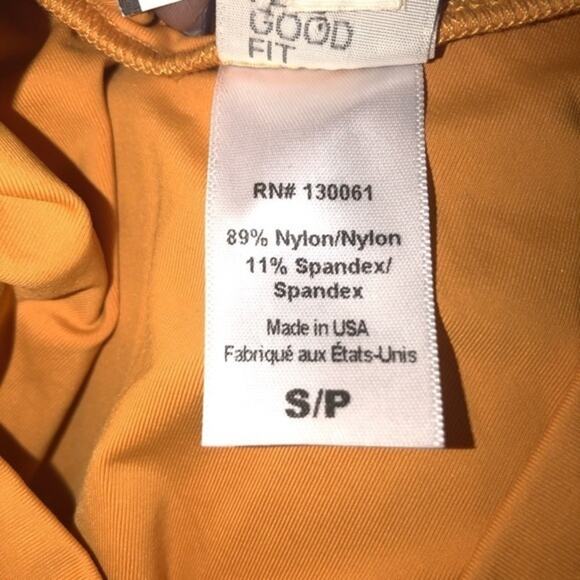 GOOD
FIT
RN# 130061
89% Nylon/Nylon
11% Spandex/
Spandex
Made in USA
Fabriqué aux États-Unis
S/P